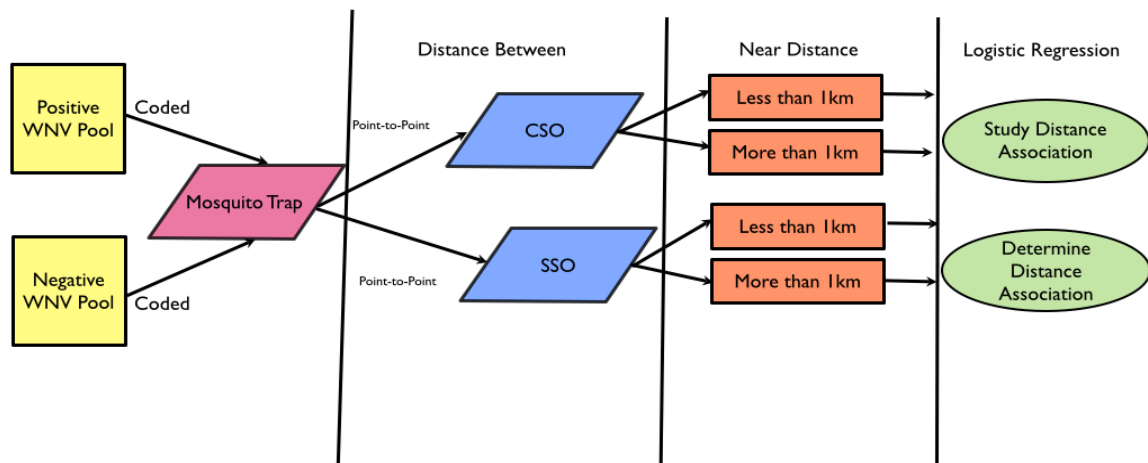 Distance Between
Near Distance
Logistic Regression
Positive
WNV Pool
Coded
Negative
WNV Pool
Coded
Mosquito Trap
Point-to-Point
Point-to-Point
CSO
SSO
Less than 1km
More than 1km
Less than 1km
More than 1km
Study Distance
Association
Determine
Distance
Association